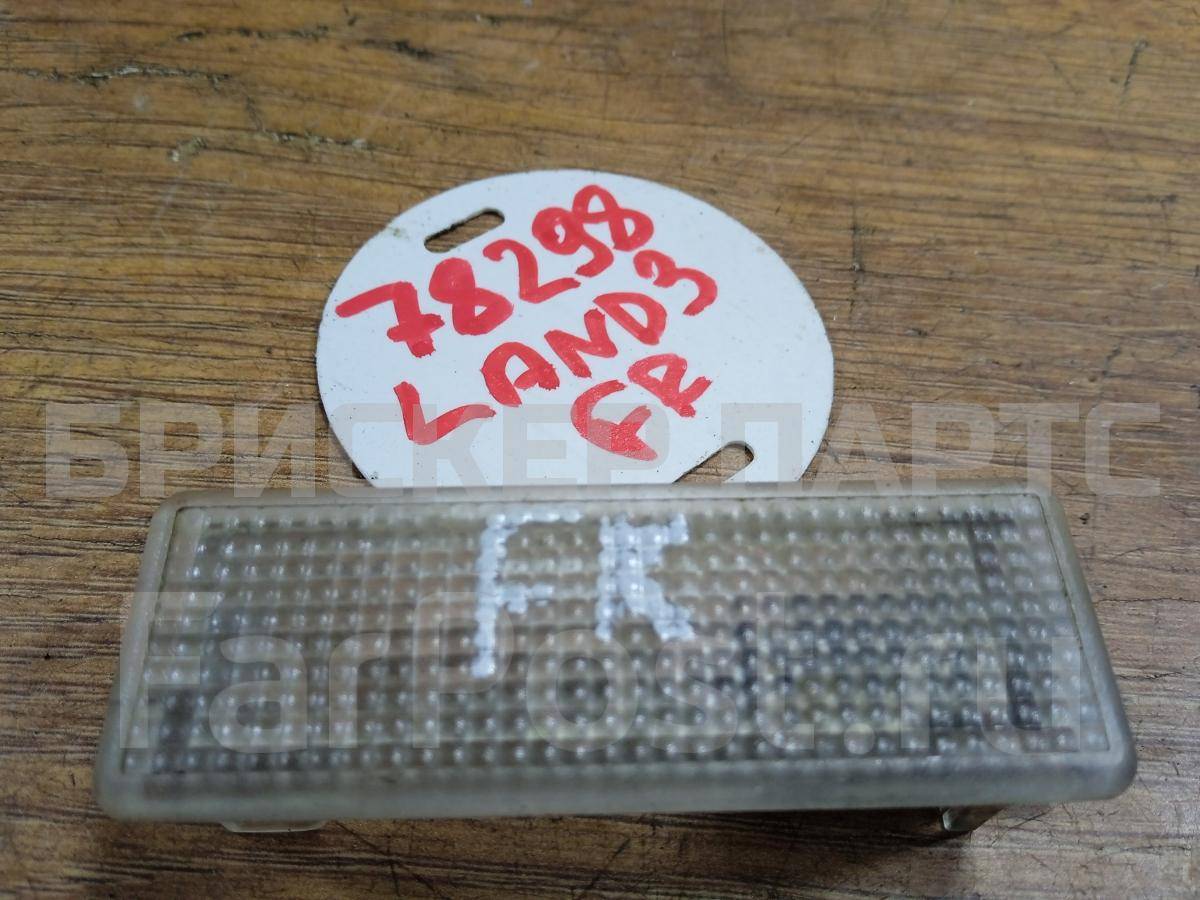 78298
LAND3
FR
БРИСКЕР ПАРТС
FR
FarPost.ru